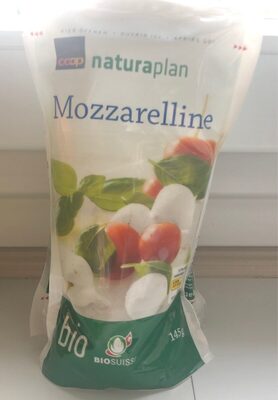 coop naturaplan
Mozzarelline
bio
BIOSUISSE
145g